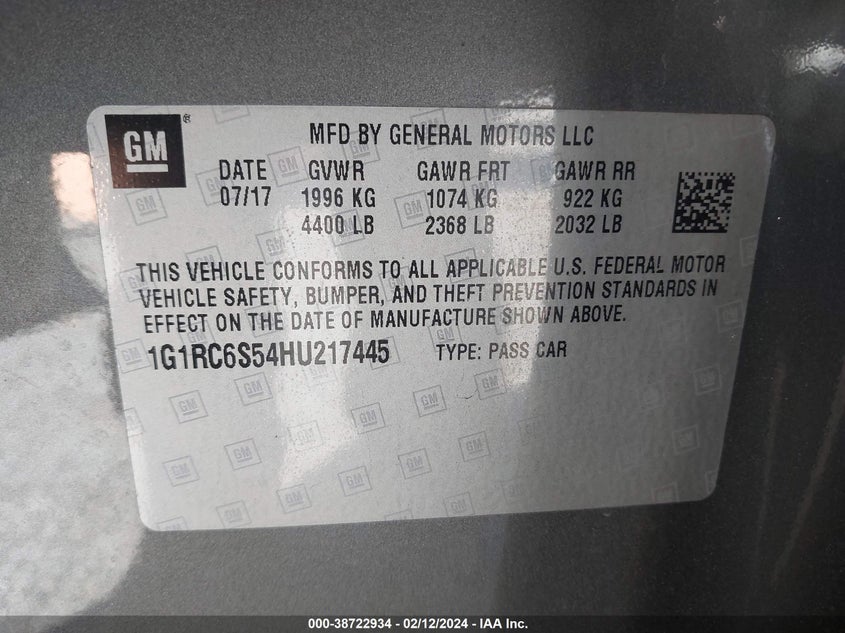 GM®
MFD BY GENERAL MOTORS LLC
DATE GVWR GAWR FRT GAWR RR
07/17 1996 KG 1074 KG 922 KG
4400 LB 2368 LB 2032 LB
THIS VEHICLE CONFORMS TO ALL APPLICABLE U.S. FEDERAL MOTOR
VEHICLE SAFETY, BUMPER, AND THEFT PREVENTION STANDARDS IN
EFFECT ON THE DATE OF MANUFACTURE SHOWN ABOVE.
1G1RC6S54HU217445 TYPE: PASS CAR
000-38722934 - 02/12/2024 - IAA Inc.